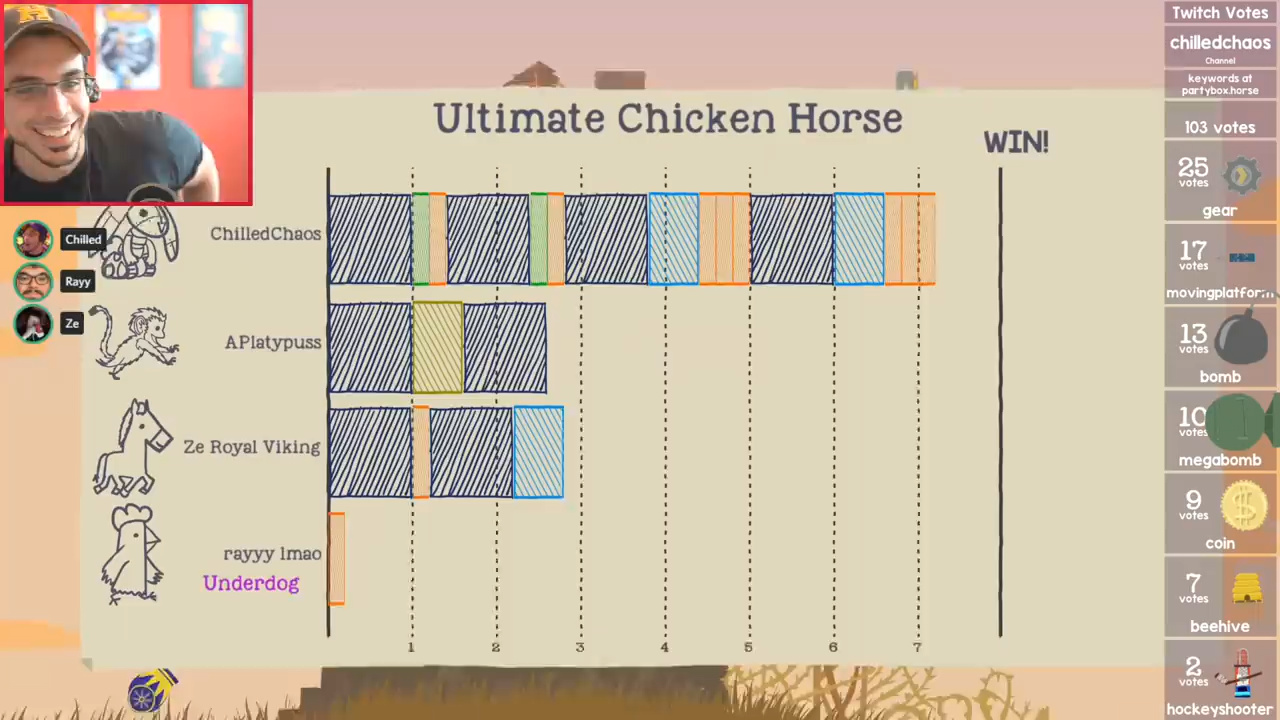 Ultimate Chicken Horse
WIN!
ChilledChaos
APlatypuss
Ze Royal Viking
rayyy lmao
Underdog
1 2 3 4 5 6 7
Chilled
Rayy
Ze
Twitch Votes
chilledchaos
Channel
keywords at
partybox.horse
103 votes
25
votes
gear
17
votes
movingplatform
13
votes
bomb
10
votes
megabomb
9
votes
coin
7
votes
beehive
2
votes
hockeyshooter